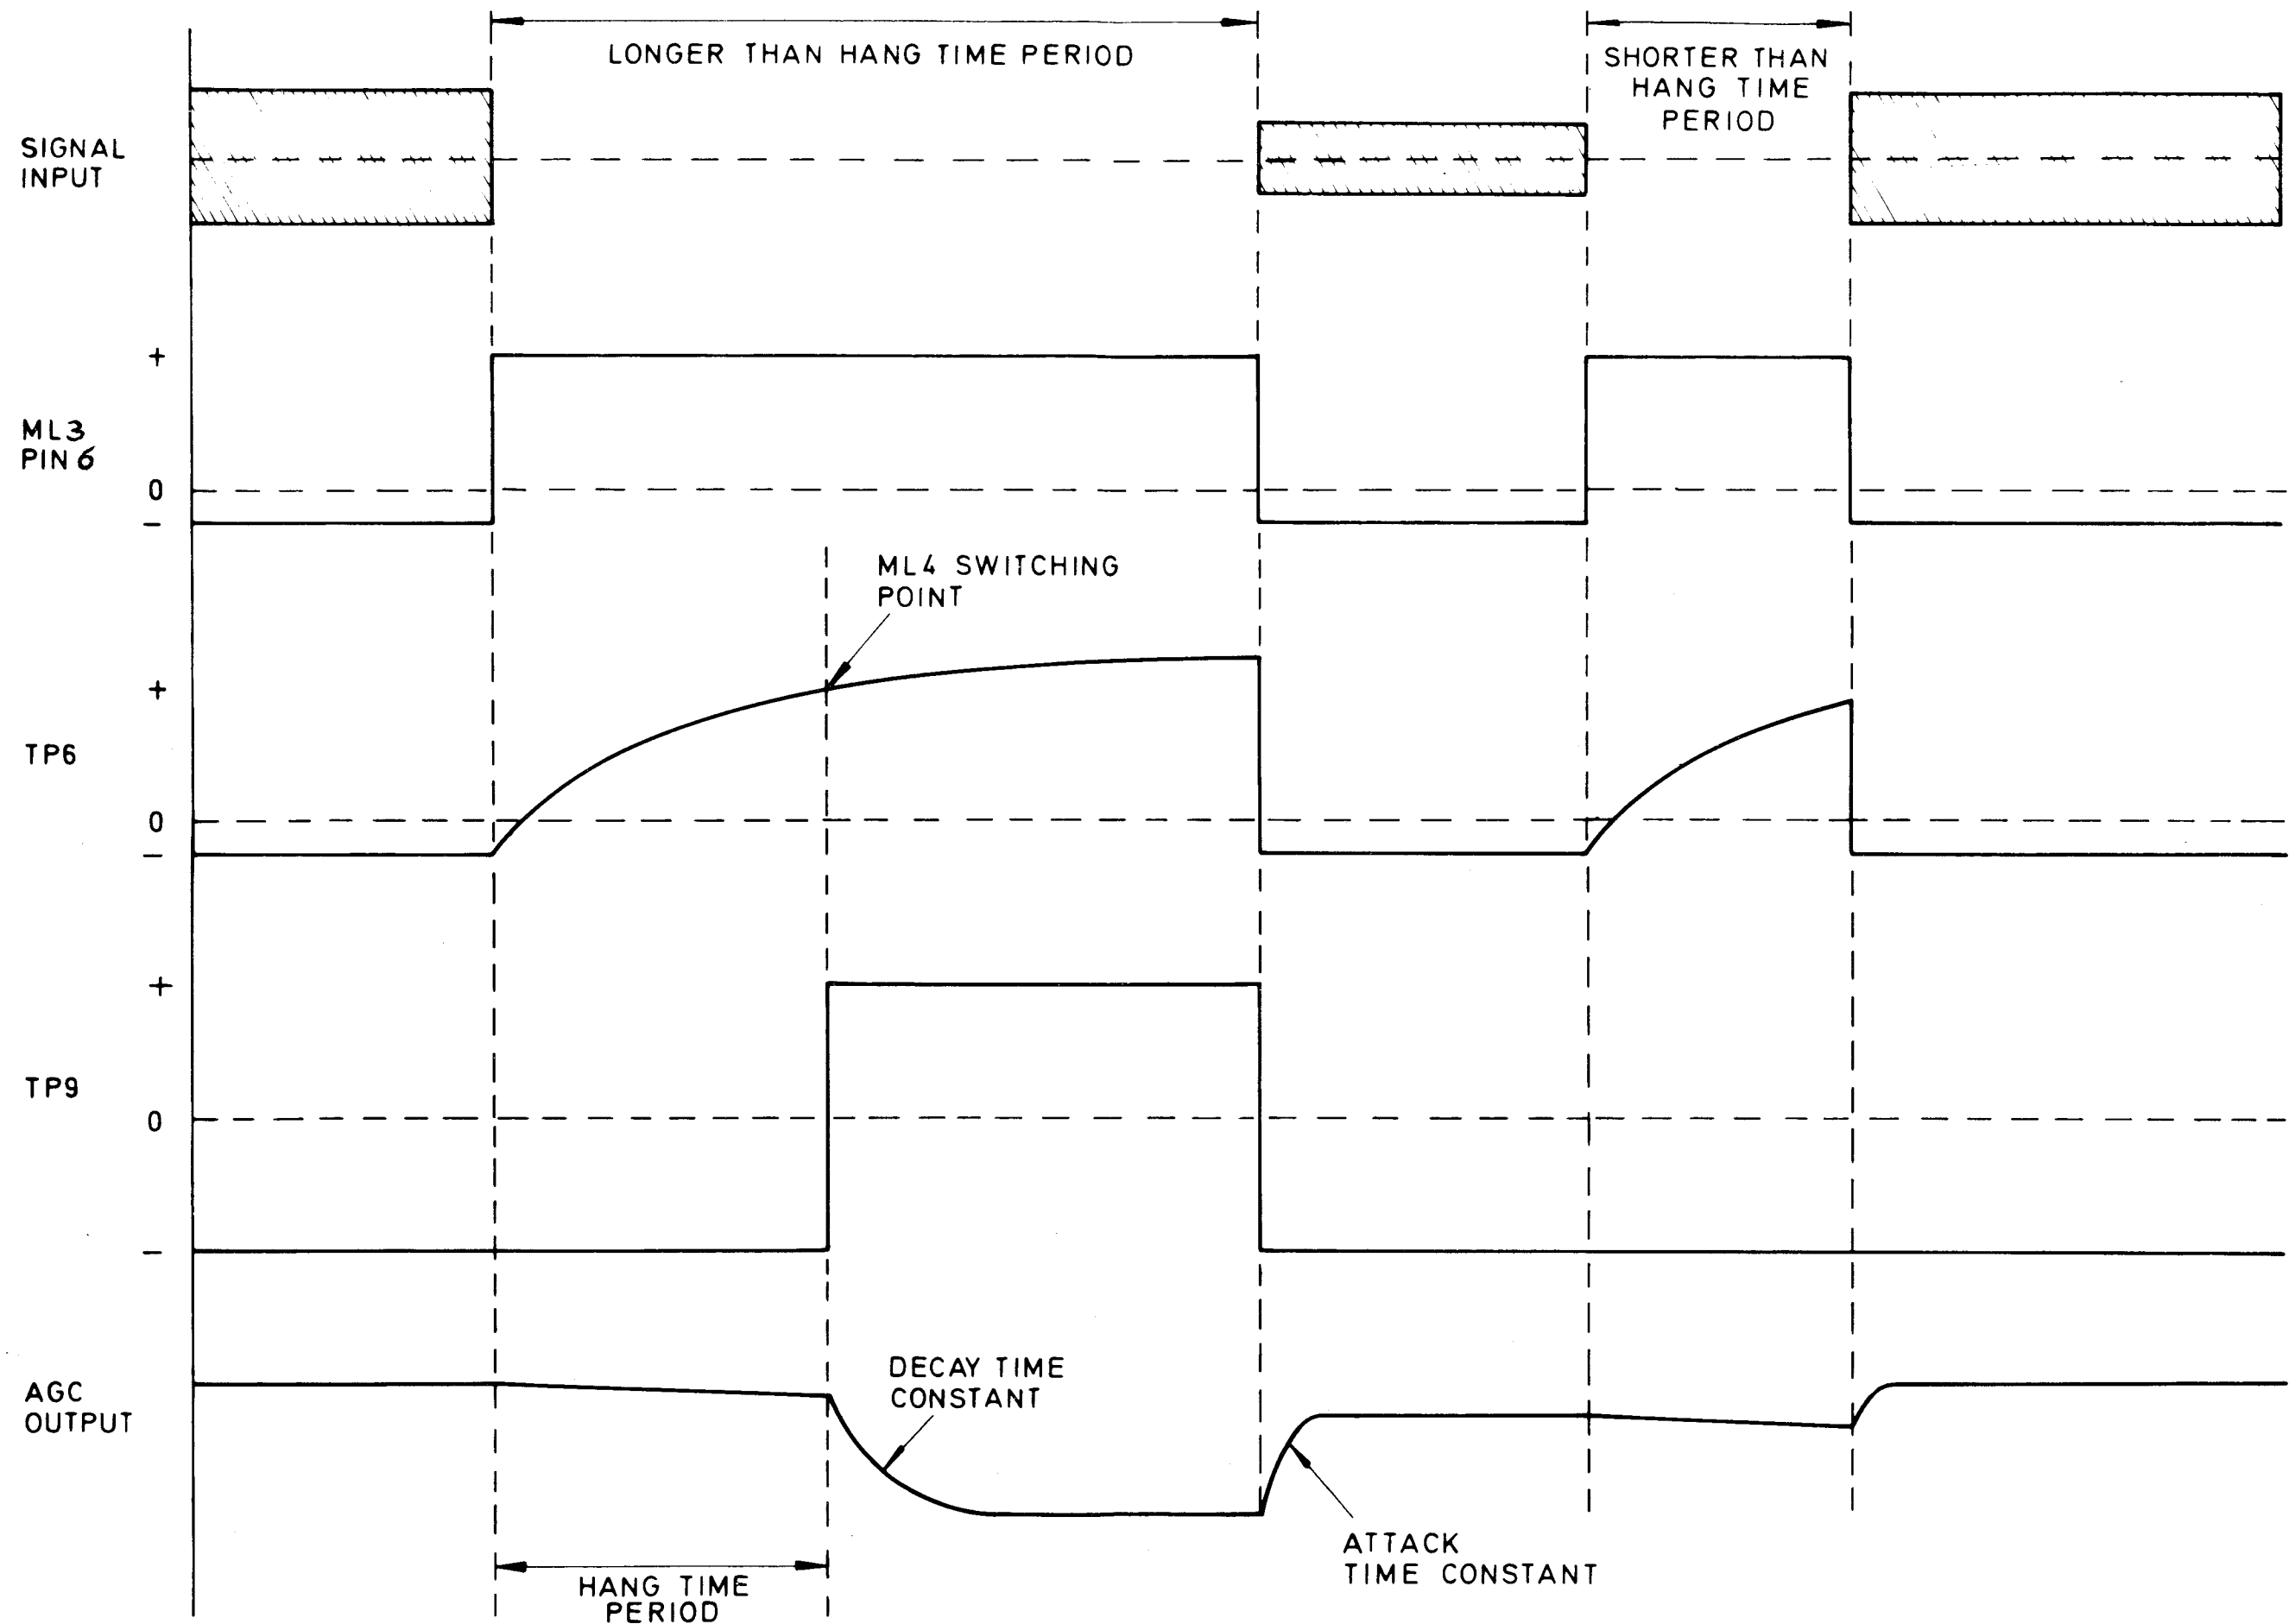 LONGER THAN HANG TIME PERIOD
SHORTER THAN
HANG TIME
PERIOD
SIGNAL
INPUT
+
ML3
PIN 6
0
−
ML4 SWITCHING
POINT
+
TP6
0
−
+
TP9
0
−
DECAY TIME
CONSTANT
AGC
OUTPUT
ATTACK
TIME CONSTANT
HANG TIME
PERIOD